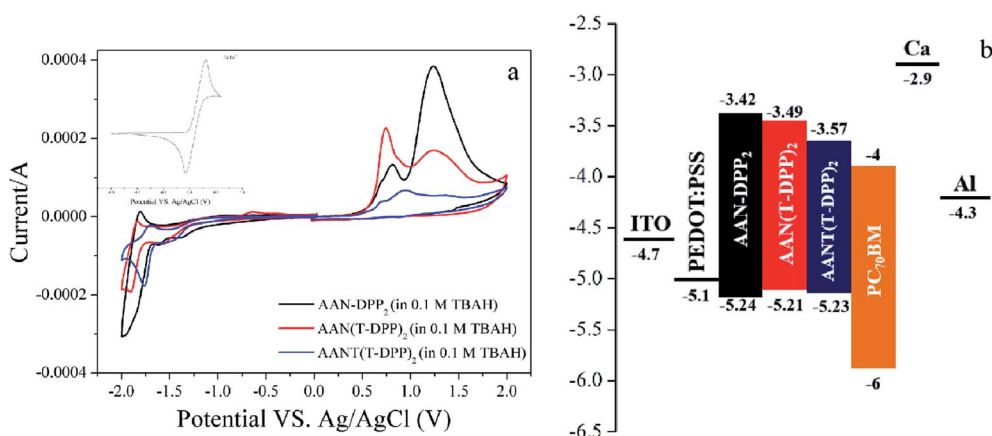 a
0.0004
0.0002
0.0000
-0.0002
0.0004
Current/A
Potential VS. Ag/AgCl (V)
AAN-DPP₂ (in 0.1 M TBAH)
AAN(T-DPP)₂ (in 0.1 M TBAH)
AANT(T-DPP)₂ (in 0.1 M TBAH)
-2.0 -1.5 -1.0 -0.5 0.0 0.5 1.0 1.5 2.0
Potential VS. Ag/AgCl (V)
b
-2.5
-3.0
-3.5
-4.0
-4.5
-5.0
-5.5
-6.0
-6.5
ITO
-4.7
PEDOT:PSS
-5.1
-3.42
AAN-DPP₂
-5.24
-3.49
AAN(T-DPP)₂
-5.21
-3.57
AANT(T-DPP)₂
-5.23
-4
PC₇₀BM
-6
Ca
-2.9
Al
-4.3